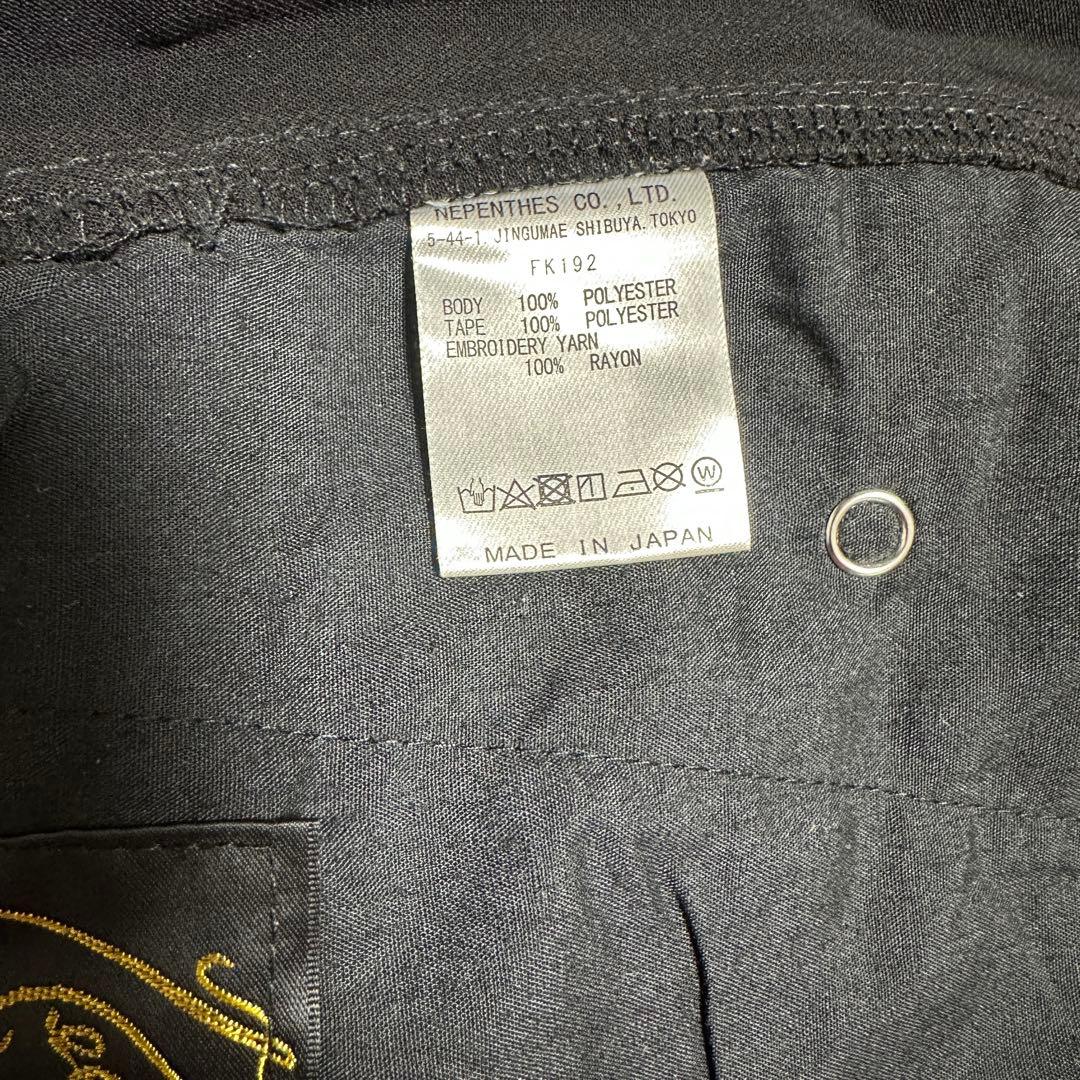 NEPENTHES CO.,LTD.
5-44-1, JINGUMAE SHIBUYA, TOKYO
FK192
BODY 100% POLYESTER
TAPE 100% POLYESTER
EMBROIDERY YARN
100% RAYON
W
MADE IN JAPAN